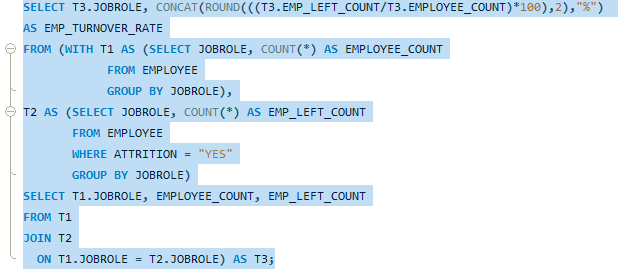 SELECT T3.JOBROLE, CONCAT(ROUND(((T3.EMP_LEFT_COUNT/T3.EMPLOYEE_COUNT)*100),2),"%")
AS EMP_TURNOVER_RATE
FROM (WITH T1 AS (SELECT JOBROLE, COUNT(*) AS EMPLOYEE_COUNT
FROM EMPLOYEE
GROUP BY JOBROLE),
T2 AS (SELECT JOBROLE, COUNT(*) AS EMP_LEFT_COUNT
FROM EMPLOYEE
WHERE ATTRITION = "YES"
GROUP BY JOBROLE)
SELECT T1.JOBROLE, EMPLOYEE_COUNT, EMP_LEFT_COUNT
FROM T1
JOIN T2
ON T1.JOBROLE = T2.JOBROLE) AS T3;